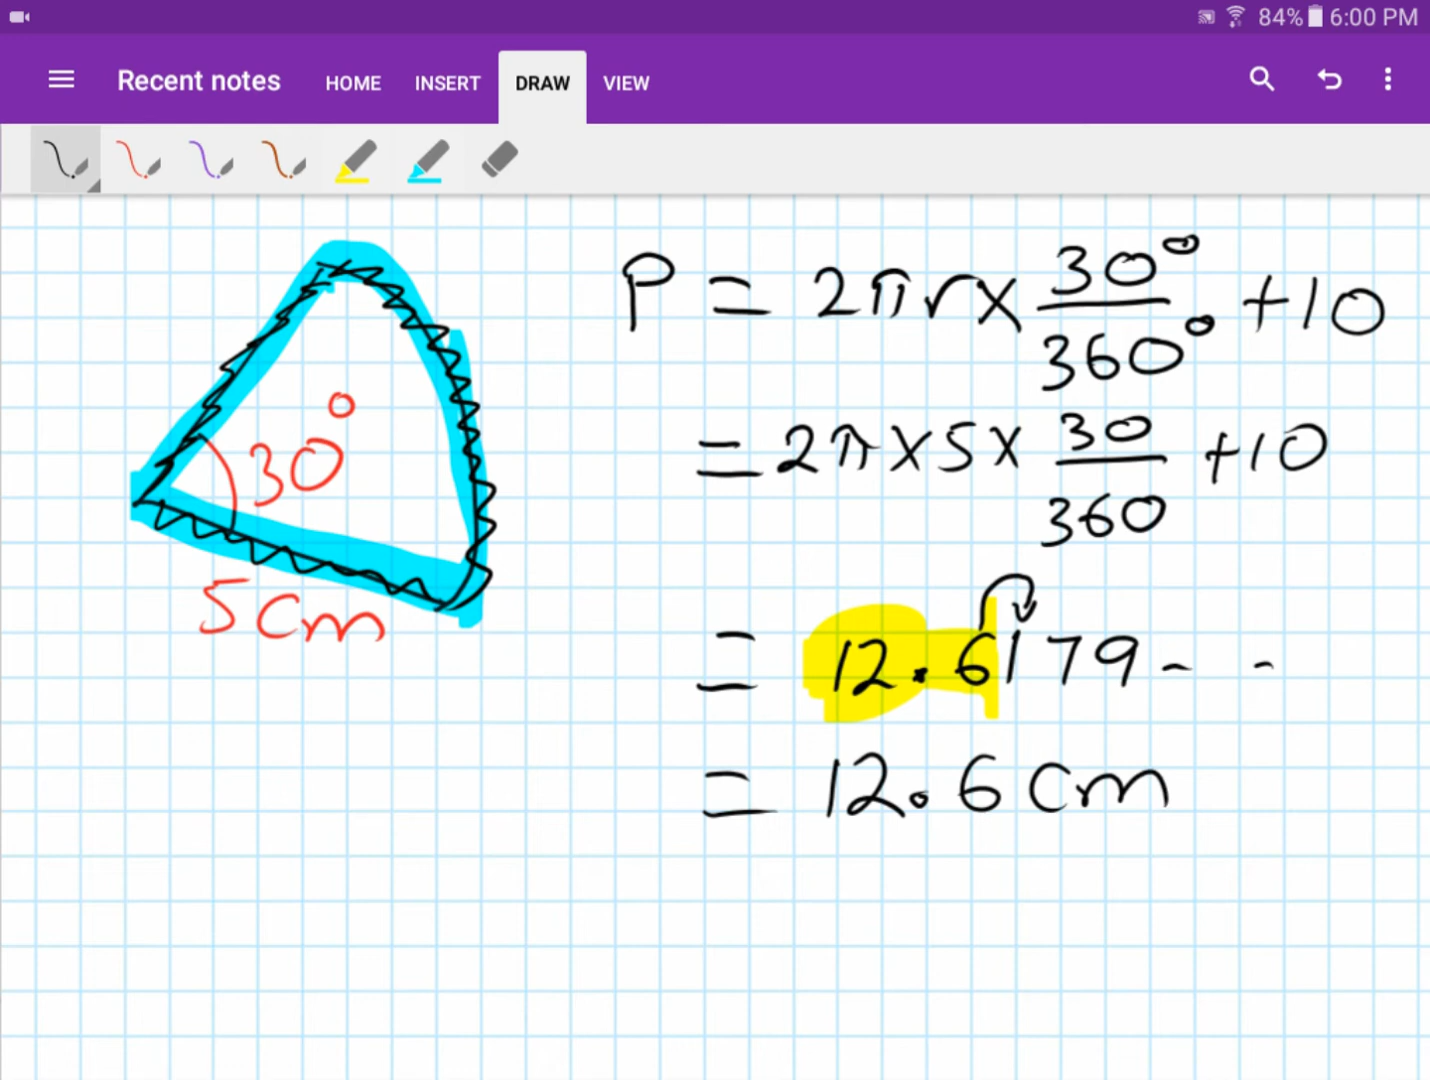 84% 6:00 PM
Recent notes HOME INSERT DRAW VIEW
30°
5cm
P = 2πr × 30°/360° + 10
= 2π × 5 × 30/360 + 10
= 12.6179 - -
= 12.6 cm